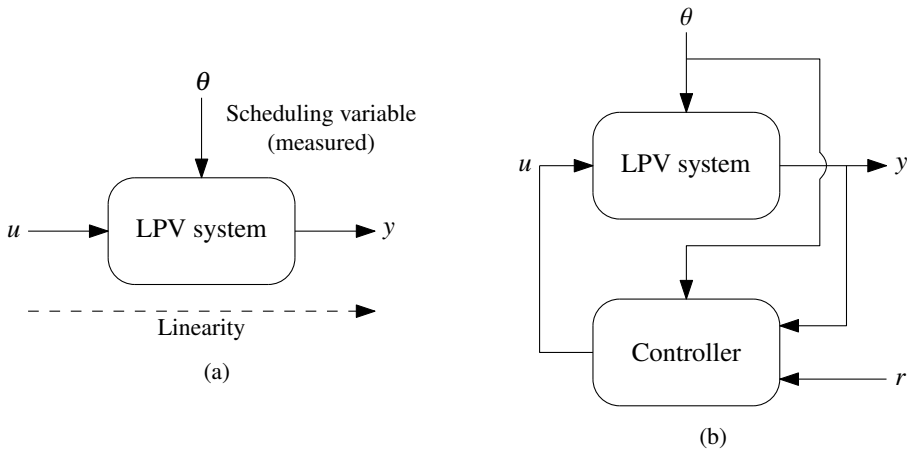 θ
Scheduling variable
(measured)
u
LPV system
y
Linearity
(a)
θ
u
LPV system
y
Controller
r
(b)